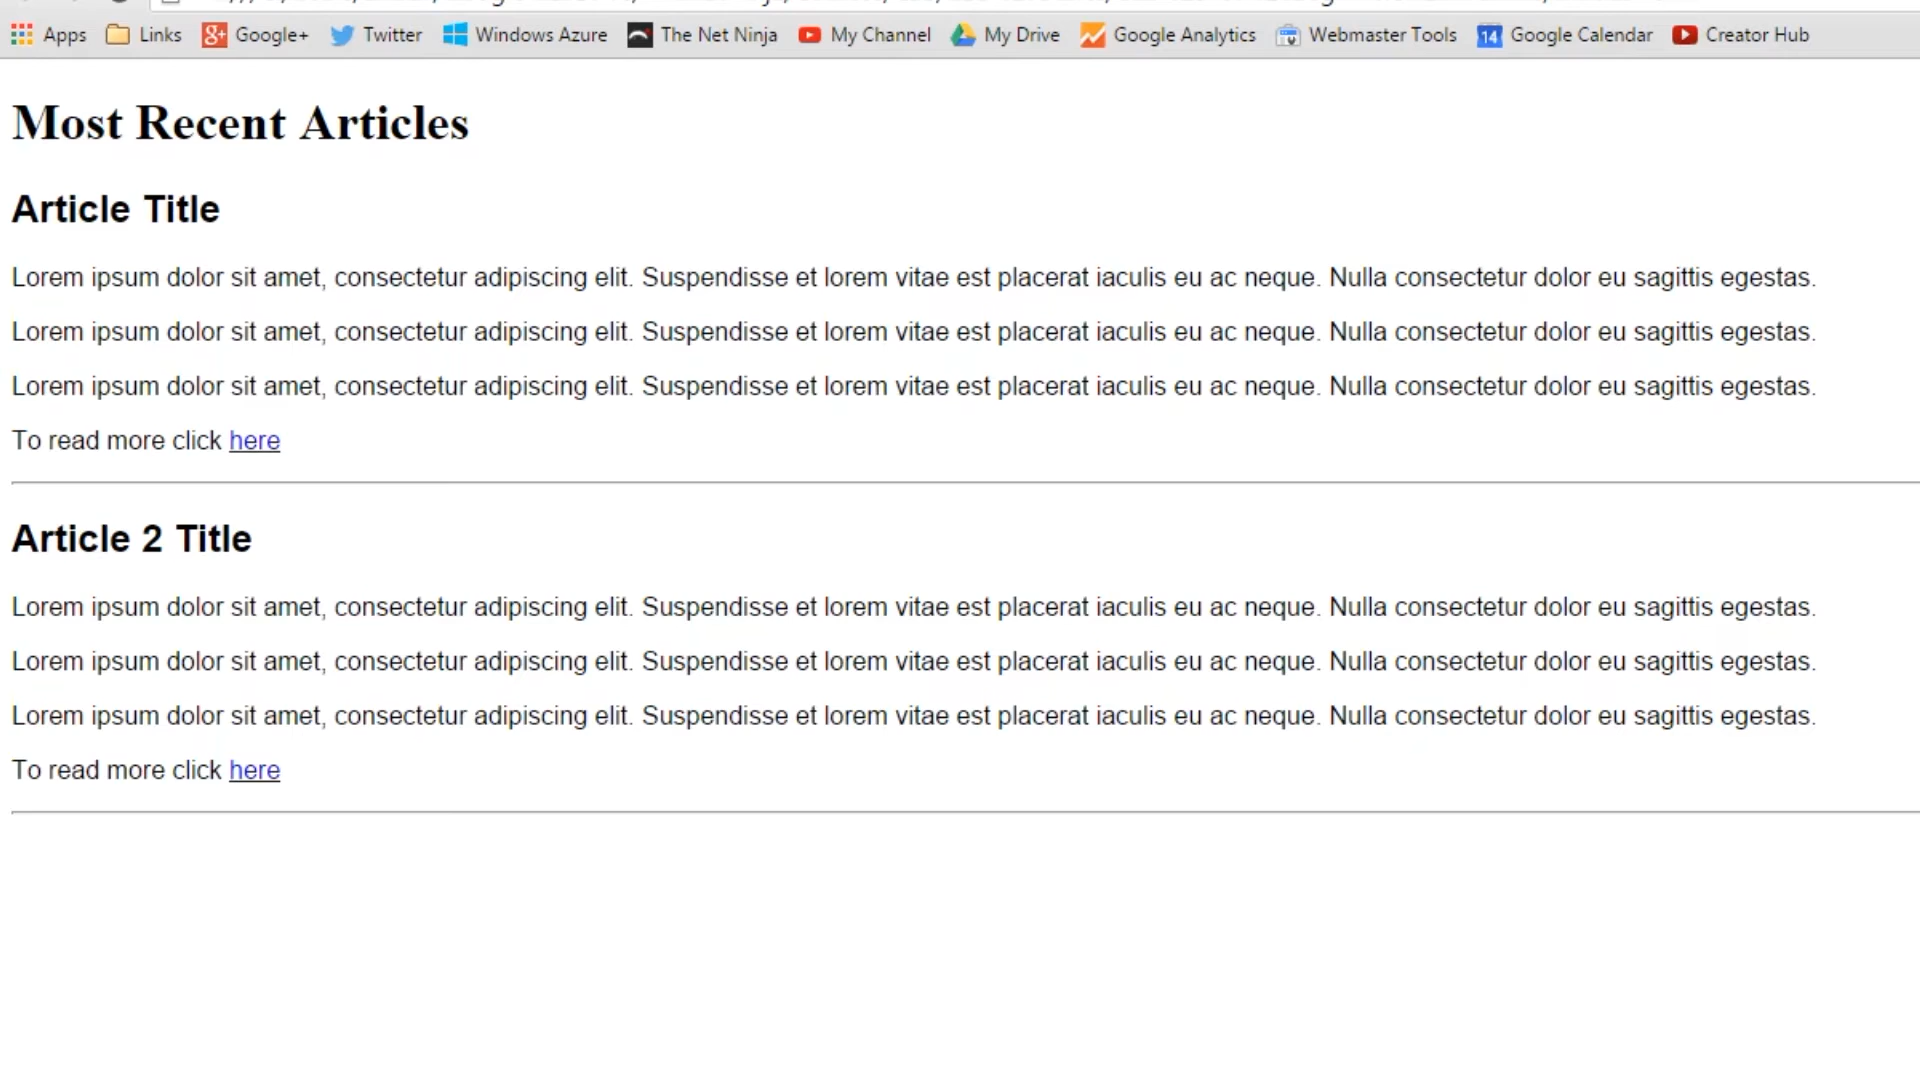 Apps Links Google+ Twitter Windows Azure The Net Ninja My Channel My Drive Google Analytics Webmaster Tools 14 Google Calendar Creator Hub
Most Recent Articles
Article Title
Lorem ipsum dolor sit amet, consectetur adipiscing elit. Suspendisse et lorem vitae est placerat iaculis eu ac neque. Nulla consectetur dolor eu sagittis egestas.
Lorem ipsum dolor sit amet, consectetur adipiscing elit. Suspendisse et lorem vitae est placerat iaculis eu ac neque. Nulla consectetur dolor eu sagittis egestas.
Lorem ipsum dolor sit amet, consectetur adipiscing elit. Suspendisse et lorem vitae est placerat iaculis eu ac neque. Nulla consectetur dolor eu sagittis egestas.
To read more click here
Article 2 Title
Lorem ipsum dolor sit amet, consectetur adipiscing elit. Suspendisse et lorem vitae est placerat iaculis eu ac neque. Nulla consectetur dolor eu sagittis egestas.
Lorem ipsum dolor sit amet, consectetur adipiscing elit. Suspendisse et lorem vitae est placerat iaculis eu ac neque. Nulla consectetur dolor eu sagittis egestas.
Lorem ipsum dolor sit amet, consectetur adipiscing elit. Suspendisse et lorem vitae est placerat iaculis eu ac neque. Nulla consectetur dolor eu sagittis egestas.
To read more click here